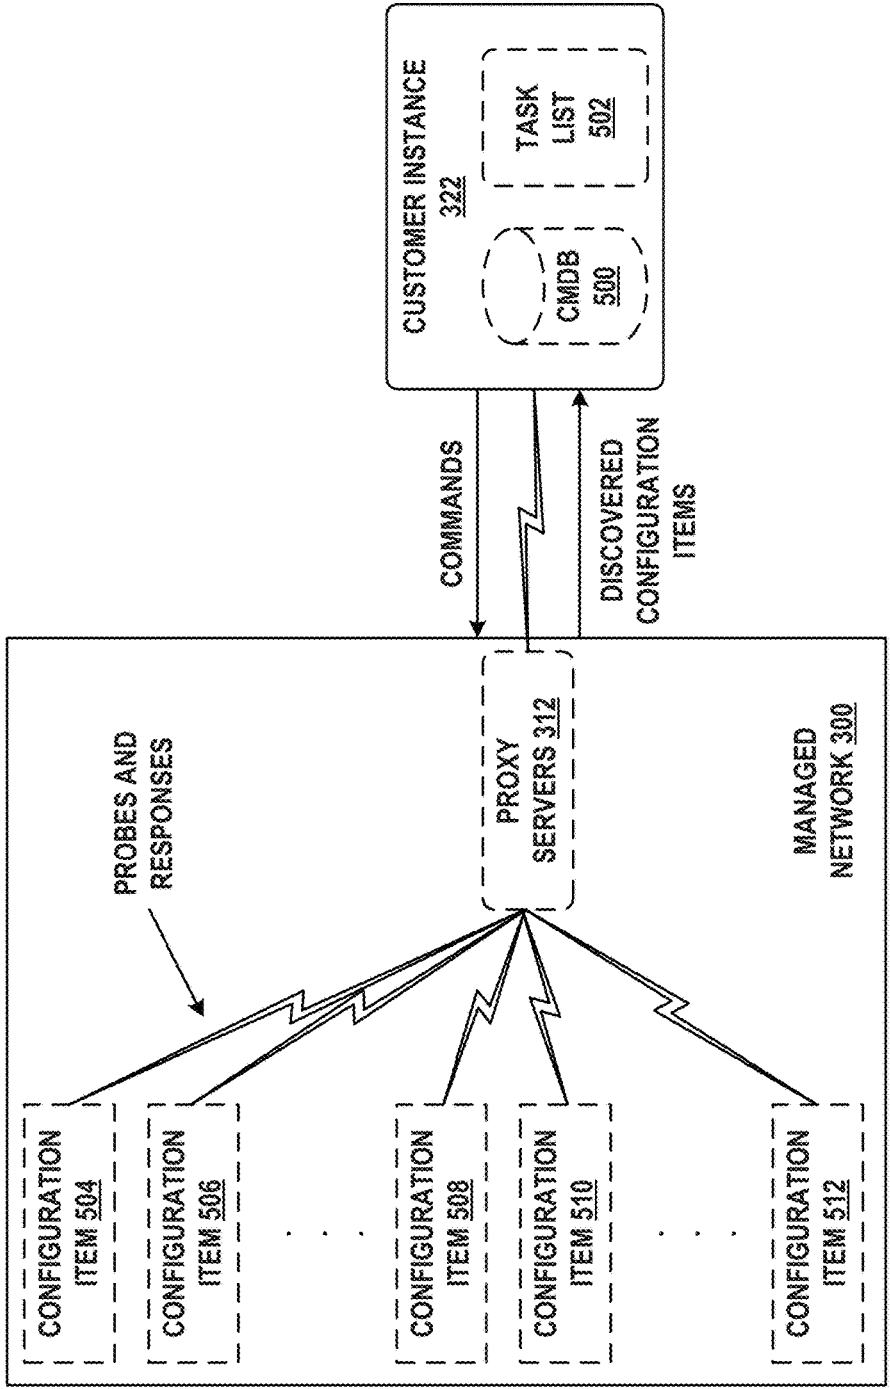 CUSTOMER INSTANCE
322
TASK
LIST
502
CMDB
500
COMMANDS
DISCOVERED
CONFIGURATION
ITEMS
PROBES AND
RESPONSES
PROXY
SERVERS 312
MANAGED
NETWORK 300
CONFIGURATION
ITEM 504
CONFIGURATION
ITEM 506
. . .
CONFIGURATION
ITEM 508
CONFIGURATION
ITEM 510
. . .
CONFIGURATION
ITEM 512